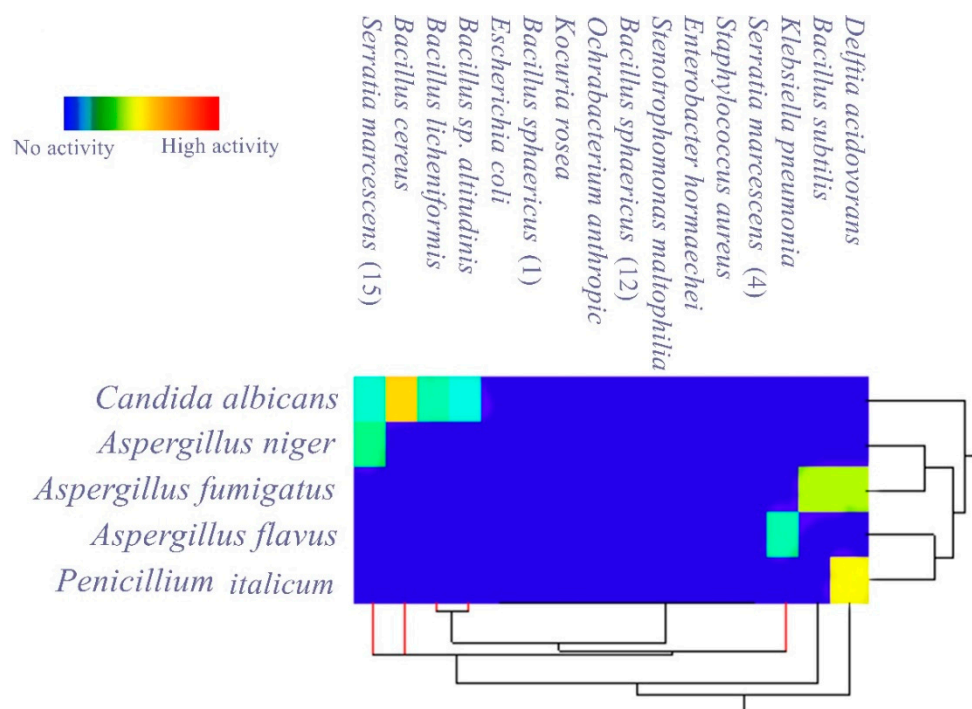 No activity
High activity
Serratia marcescens (15)
Bacillus cereus
Bacillus licheniformis
Bacillus sp. altitudinis
Escherichia coli
Bacillus sphaericus (1)
Kocuria rosea
Ochrabacterium anthropic
Bacillus sphaericus (12)
Stenotrophomonas maltophilia
Enterobacter hormaechei
Staphylococcus aureus
Serratia marcescens (4)
Klebsiella pneumonia
Bacillus subtilis
Delftia acidovorans
Candida albicans
Aspergillus niger
Aspergillus fumigatus
Aspergillus flavus
Penicillium italicum